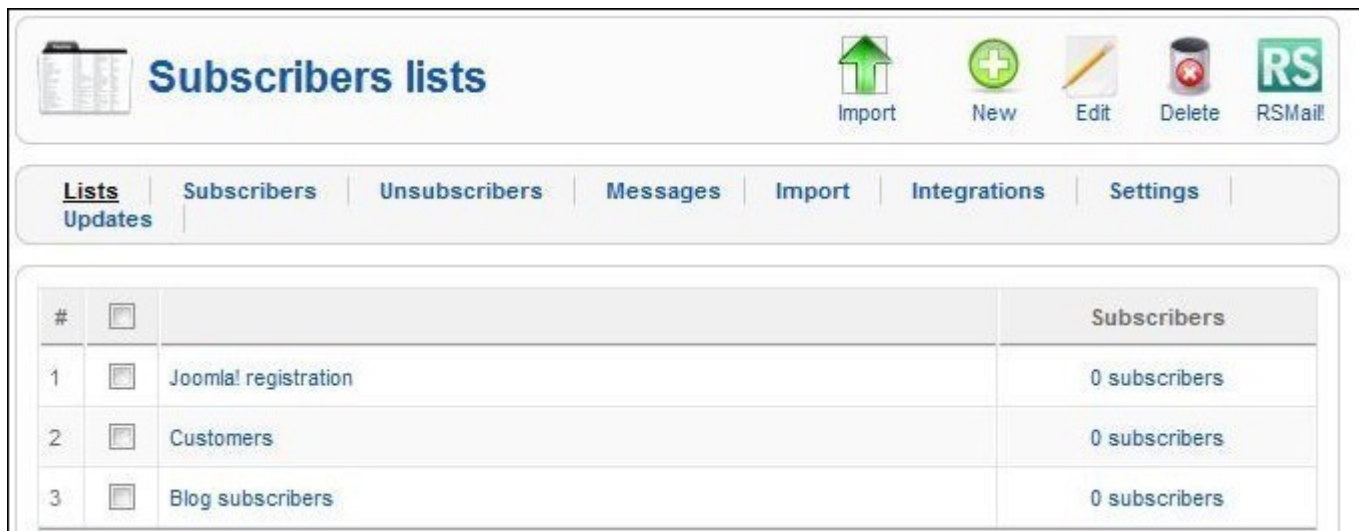 Subscribers lists
Import New Edit Delete RSMail!
RS
Lists Subscribers Unsubscribers Messages Import Integrations Settings
Updates
# Subscribers
1 Joomla! registration 0 subscribers
2 Customers 0 subscribers
3 Blog subscribers 0 subscribers